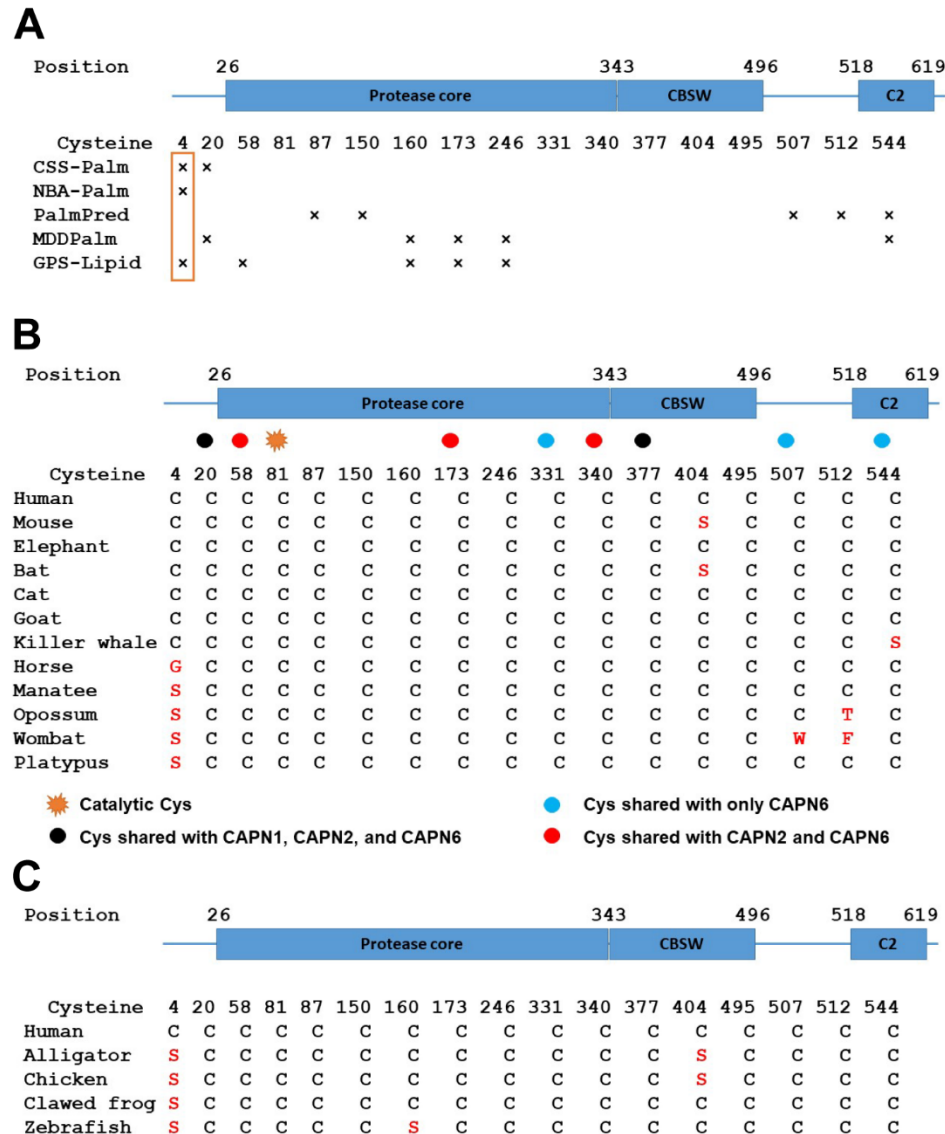 A
Position 26 343 496 518 619
Protease core CBSW C2
Cysteine 4 20 58 81 87 150 160 173 246 331 340 377 404 495 507 512 544
CSS-Palm × ×
NBA-Palm ×
PalmPred × × × × ×
MDDPalm × × × × ×
GPS-Lipid × × × × ×
B
Position 26 343 496 518 619
Protease core CBSW C2
Cysteine 4 20 58 81 87 150 160 173 246 331 340 377 404 495 507 512 544
Human C C C C C C C C C C C C C C C C C
Mouse C C C C C C C C C C C C S C C C C
Elephant C C C C C C C C C C C C C C C C C
Bat C C C C C C C C C C C C S C C C C
Cat C C C C C C C C C C C C C C C C C
Goat C C C C C C C C C C C C C C C C C
Killer whale C C C C C C C C C C C C C C C C S
Horse G C C C C C C C C C C C C C C C C
Manatee S C C C C C C C C C C C C C C C C
Opossum S C C C C C C C C C C C C C C T C
Wombat S C C C C C C C C C C C C C W F C
Platypus S C C C C C C C C C C C C C C C C
Catalytic Cys
Cys shared with only CAPN6
Cys shared with CAPN1, CAPN2, and CAPN6
Cys shared with CAPN2 and CAPN6
C
Position 26 343 496 518 619
Protease core CBSW C2
Cysteine 4 20 58 81 87 150 160 173 246 331 340 377 404 495 507 512 544
Human C C C C C C C C C C C C C C C C C
Alligator S C C C C C C C C C C C S C C C C
Chicken S C C C C C C C C C C C S C C C C
Clawed frog S C C C C C C C C C C C C C C C C
Zebrafish S C C C C C S C C C C C C C C C C